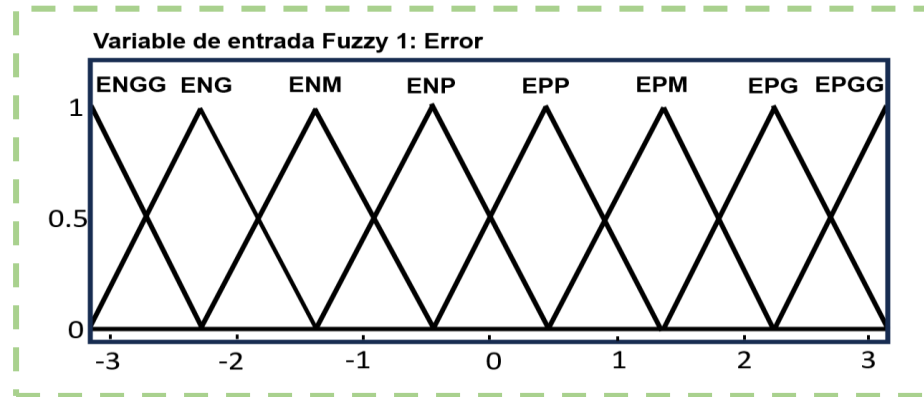 Variable de entrada Fuzzy 1: Error
ENGG ENG ENM ENP EPP EPM EPG EPGG
1
0.5
0
-3 -2 -1 0 1 2 3